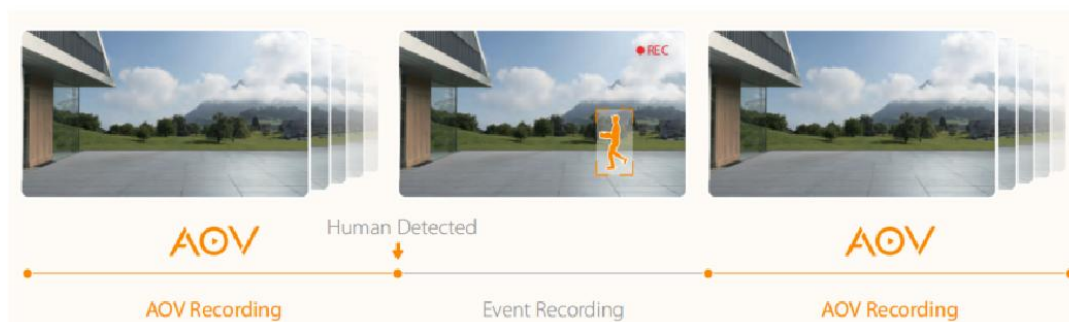 REC
AOV
Human Detected
AOV
AOV Recording
Event Recording
AOV Recording